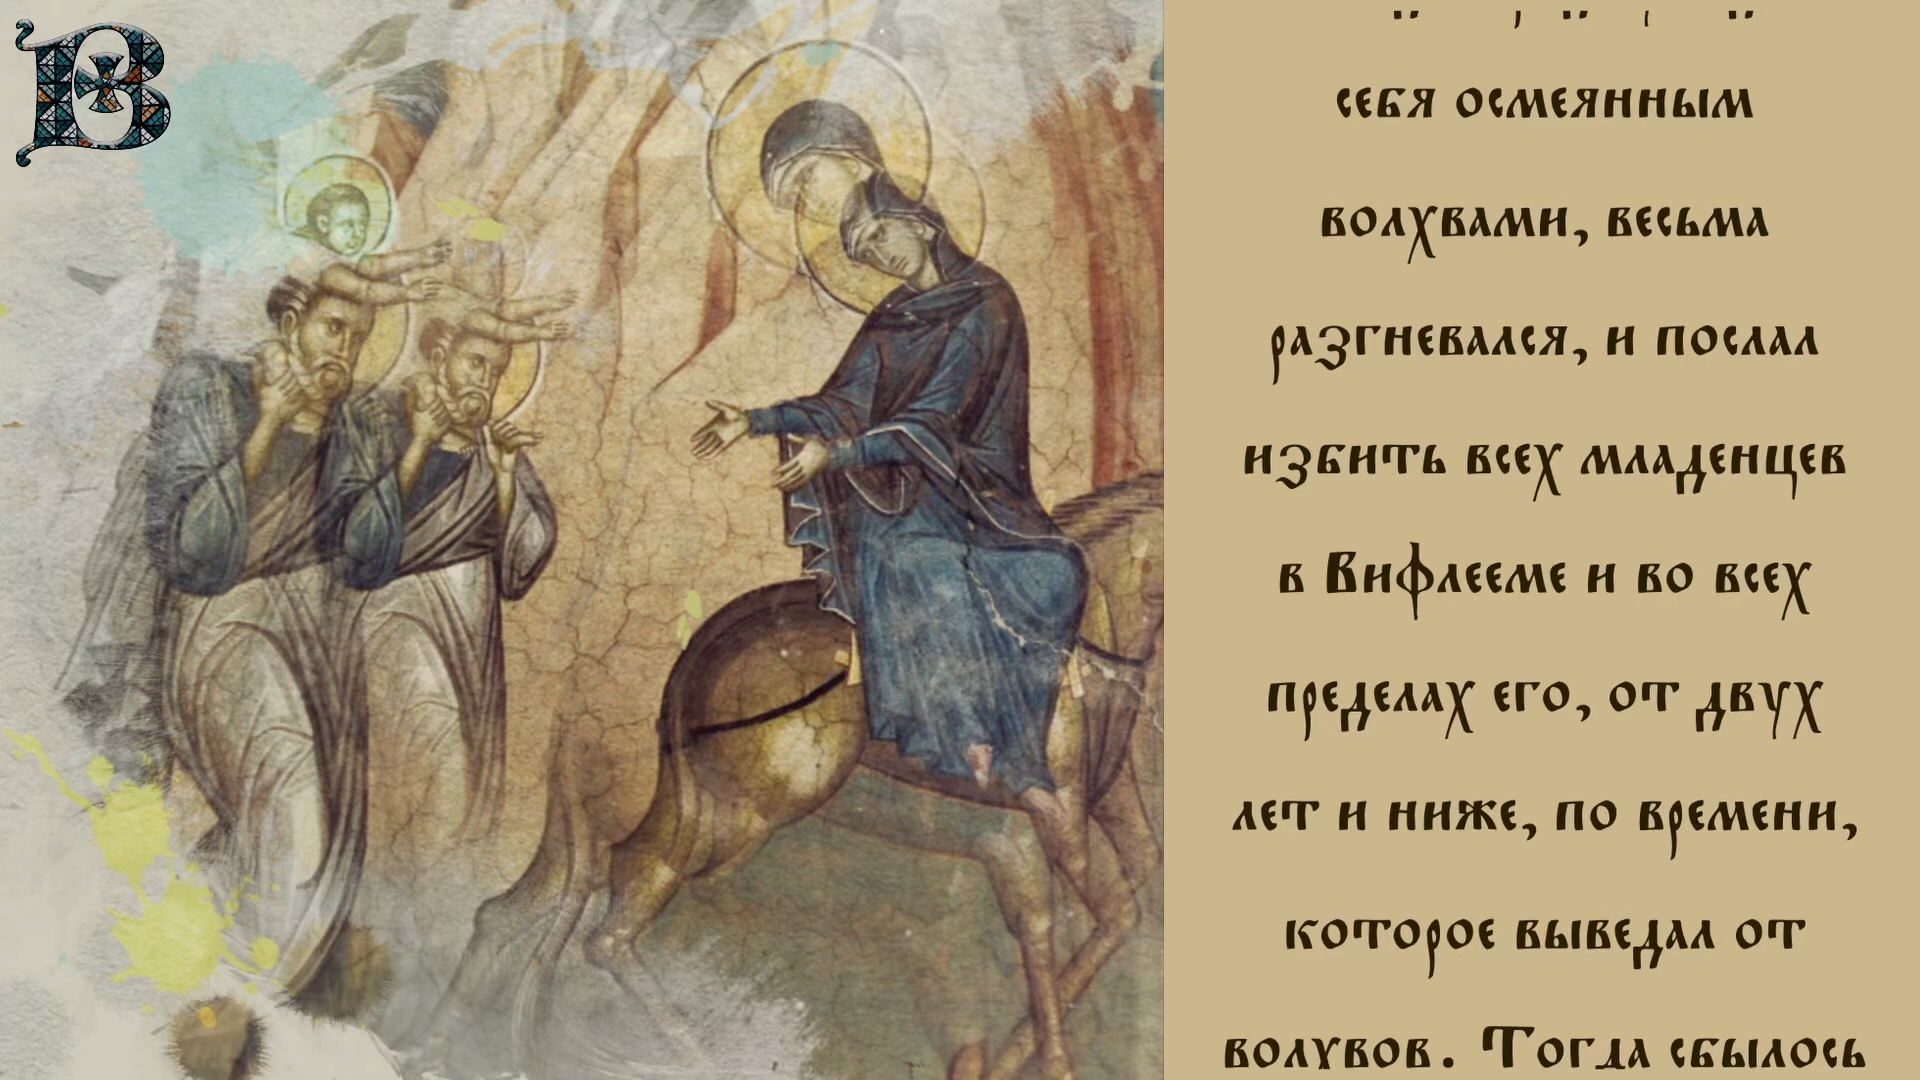 себя осмеянным
волхвами, весьма
разгневался, и послал
избить всех младенцев
в Вифлееме и во всех
пределах его, от двух
лет и ниже, по времени,
которое выведал от
волхвов. Тогда сбылось